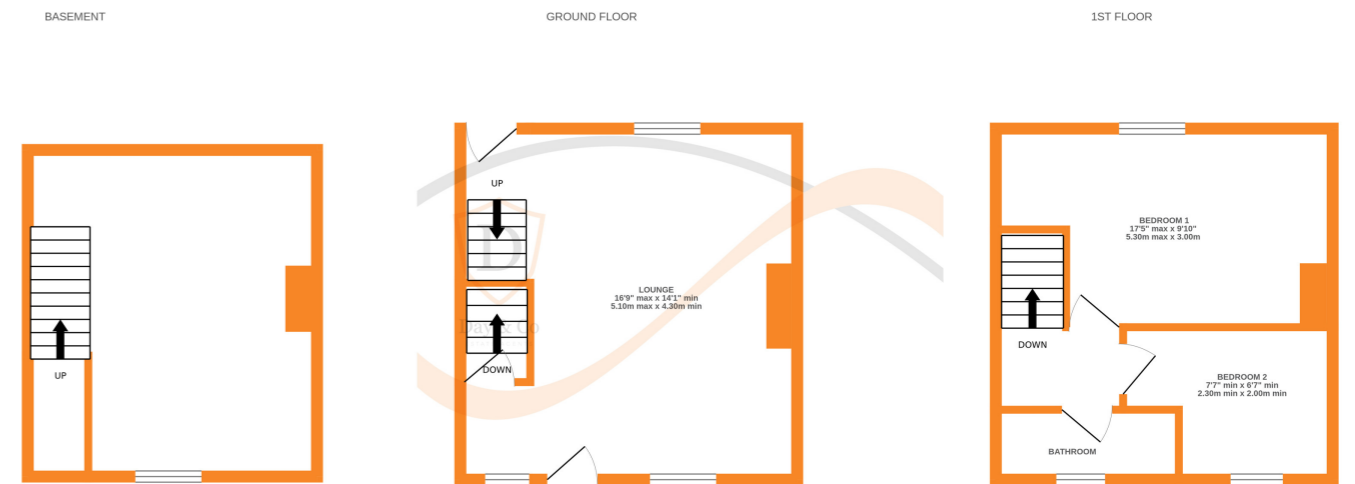 BASEMENT
UP
GROUND FLOOR
UP
LOUNGE
16'9" max x 14'1" min
5.10m max x 4.30m min
D
Day & Co
DOWN
1ST FLOOR
BEDROOM 1
17'5" max x 9'10"
5.30m max x 3.00m
DOWN
BEDROOM 2
7'7" min x 6'7" min
2.30m min x 2.00m min
BATHROOM